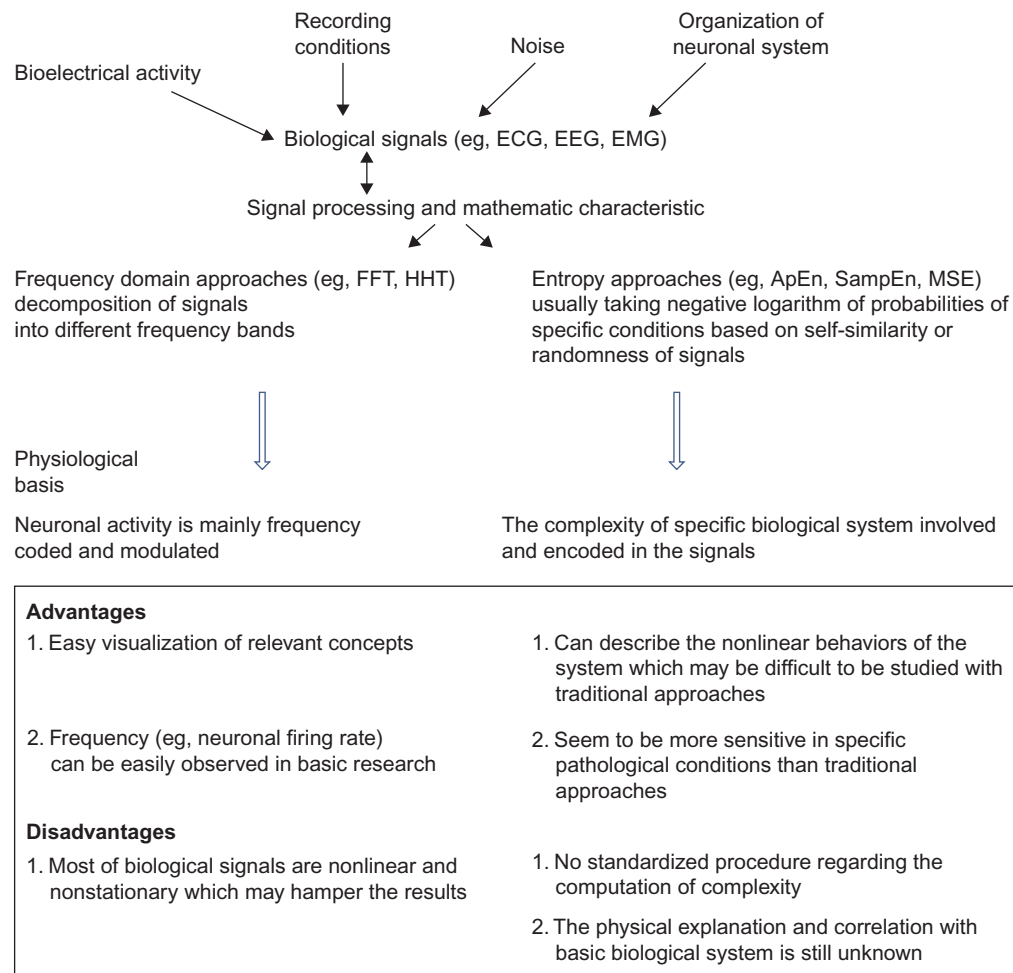 Recording
conditions
Noise
Organization of
neuronal system
Bioelectrical activity
Biological signals (eg, ECG, EEG, EMG)
Signal processing and mathematic characteristic
Frequency domain approaches (eg, FFT, HHT)
decomposition of signals
into different frequency bands
Entropy approaches (eg, ApEn, SampEn, MSE)
usually taking negative logarithm of probabilities of
specific conditions based on self-similarity or
randomness of signals
Physiological
basis
Neuronal activity is mainly frequency
coded and modulated
The complexity of specific biological system involved
and encoded in the signals
Advantages
1. Easy visualization of relevant concepts
2. Frequency (eg, neuronal firing rate)
can be easily observed in basic research
1. Can describe the nonlinear behaviors of the
system which may be difficult to be studied with
traditional approaches
2. Seem to be more sensitive in specific
pathological conditions than traditional
approaches
Disadvantages
1. Most of biological signals are nonlinear and
nonstationary which may hamper the results
1. No standardized procedure regarding the
computation of complexity
2. The physical explanation and correlation with
basic biological system is still unknown